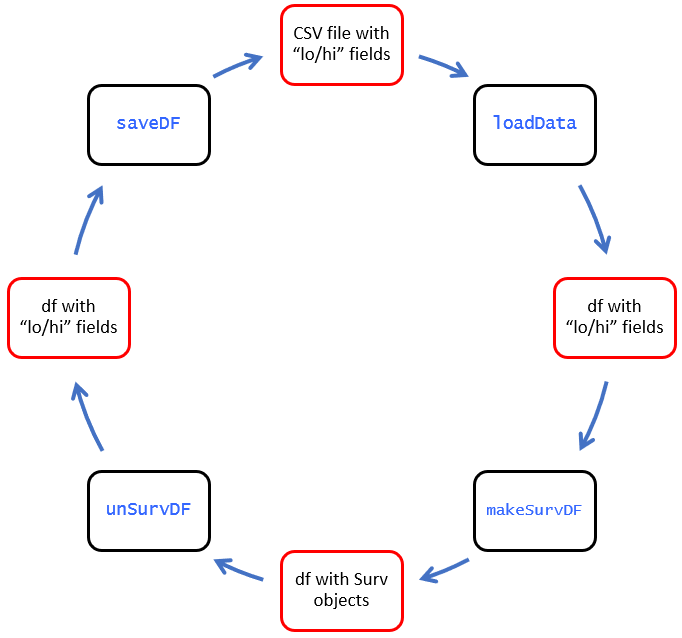 CSV file with
“lo/hi” fields
saveDF
loadData
df with
“lo/hi” fields
df with
“lo/hi” fields
unSurvDF
makeSurvDF
df with Surv
objects